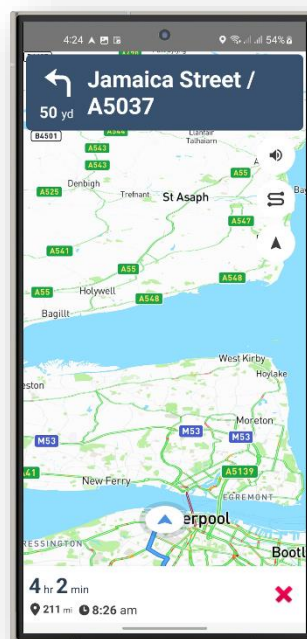 4:24
54%
Jamaica Street /
A5037
50 yd
B4501
A544
A543
A543
Llanfair
Talhaiarn
Denbigh
A525
Trefnant
St Asaph
A55
A547
A541
A55
A55
Holywell
A548
A548
Bagillt
West Kirby
Hoylake
Moreton
M53
M53
M53
A5139
New Ferry
EGREMONT
erpool
RESSINGTON
Bootl
4 hr 2 min
211 mi 8:26 am